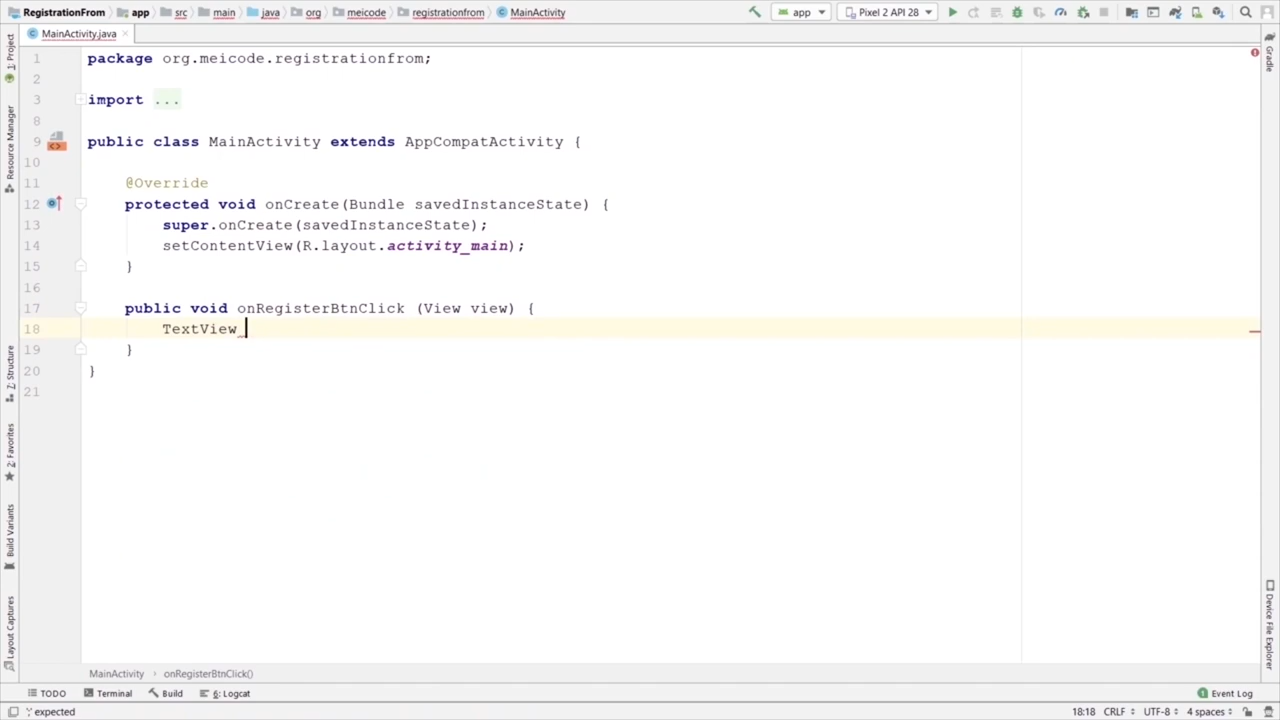 RegistrationFrom app src main java org meicode registrationfrom MainActivity app Pixel 2 API 28
MainActivity.java
1 package org.meicode.registrationfrom;
2
3 import ...
8
9 public class MainActivity extends AppCompatActivity {
10
11 @Override
12 protected void onCreate(Bundle savedInstanceState) {
13 super.onCreate(savedInstanceState);
14 setContentView(R.layout.activity_main);
15 }
16
17 public void onRegisterBtnClick (View view) {
18 TextView
19 }
20 }
21
1: Project
Resource Manager
7: Structure
2: Favorites
Build Variants
Layout Captures
Gradle
Device File Explorer
MainActivity › onRegisterBtnClick()
TODO Terminal Build 6: Logcat Event Log
';' expected 18:18 CRLF UTF-8 4 spaces